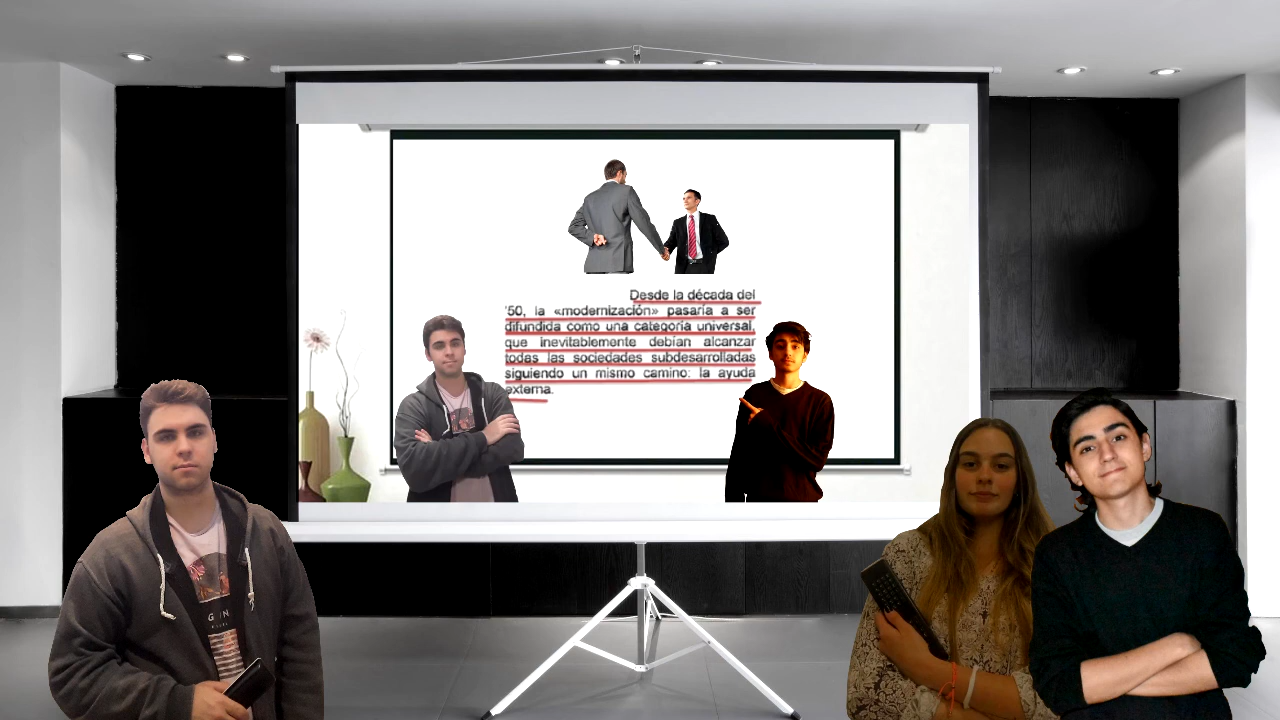 Desde la década del
'50, la «modernización» pasaría a ser
difundida como una categoría universal,
que inevitablemente debían alcanzar
todas las sociedades subdesarrolladas
siguiendo un mismo camino: la ayuda
externa.